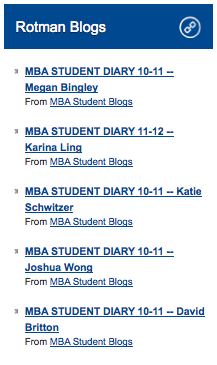 Rotman Blogs
MBA STUDENT DIARY 10-11 --
Megan Bingley
From MBA Student Blogs
MBA STUDENT DIARY 11-12 --
Karina Ling
From MBA Student Blogs
MBA STUDENT DIARY 10-11 -- Katie
Schwitzer
From MBA Student Blogs
MBA STUDENT DIARY 10-11 --
Joshua Wong
From MBA Student Blogs
MBA STUDENT DIARY 10-11 -- David
Britton
From MBA Student Blogs